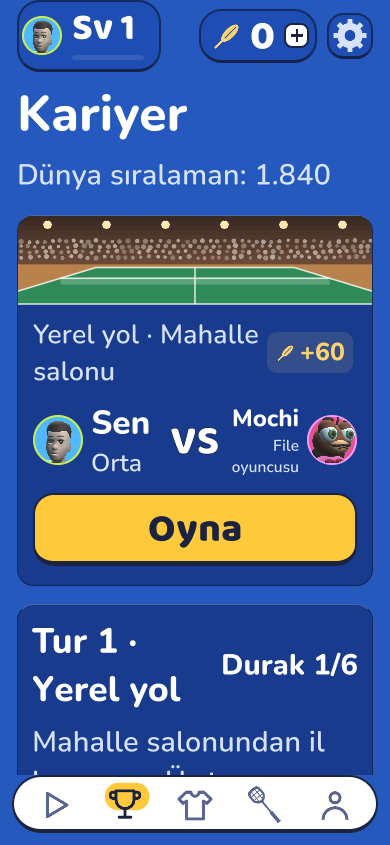 Sv 1
0
Kariyer
Dünya sıralaman: 1.840
Yerel yol · Mahalle
salonu
+60
Sen
Orta
VS
Mochi
File
oyuncusu
Oyna
Tur 1 ·
Yerel yol
Durak 1/6
Mahalle salonundan il